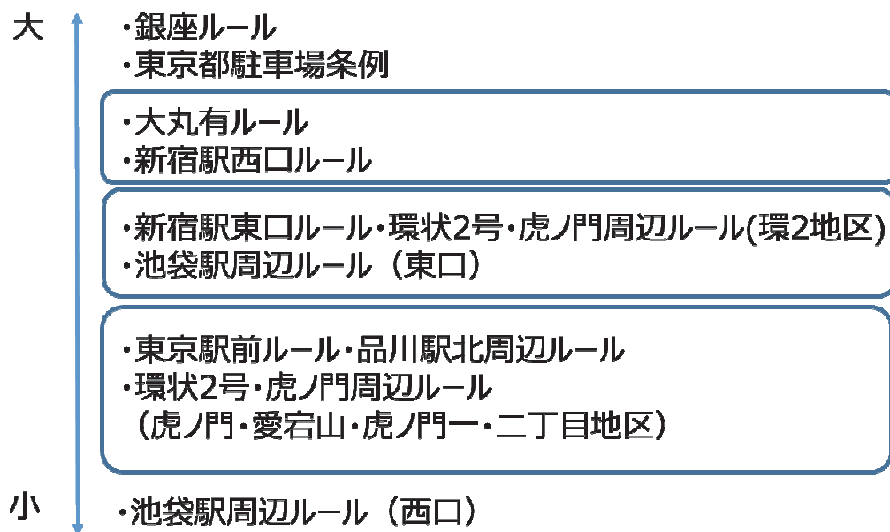 大
・銀座ルール
・東京都駐車場条例
・大丸有ルール
・新宿駅西口ルール
・新宿駅東口ルール・環状2号・虎ノ門周辺ルール(環2地区)
・池袋駅周辺ルール（東口）
・東京駅前ルール・品川駅北周辺ルール
・環状2号・虎ノ門周辺ルール
（虎ノ門・愛宕山・虎ノ門一・二丁目地区）
小
・池袋駅周辺ルール（西口）